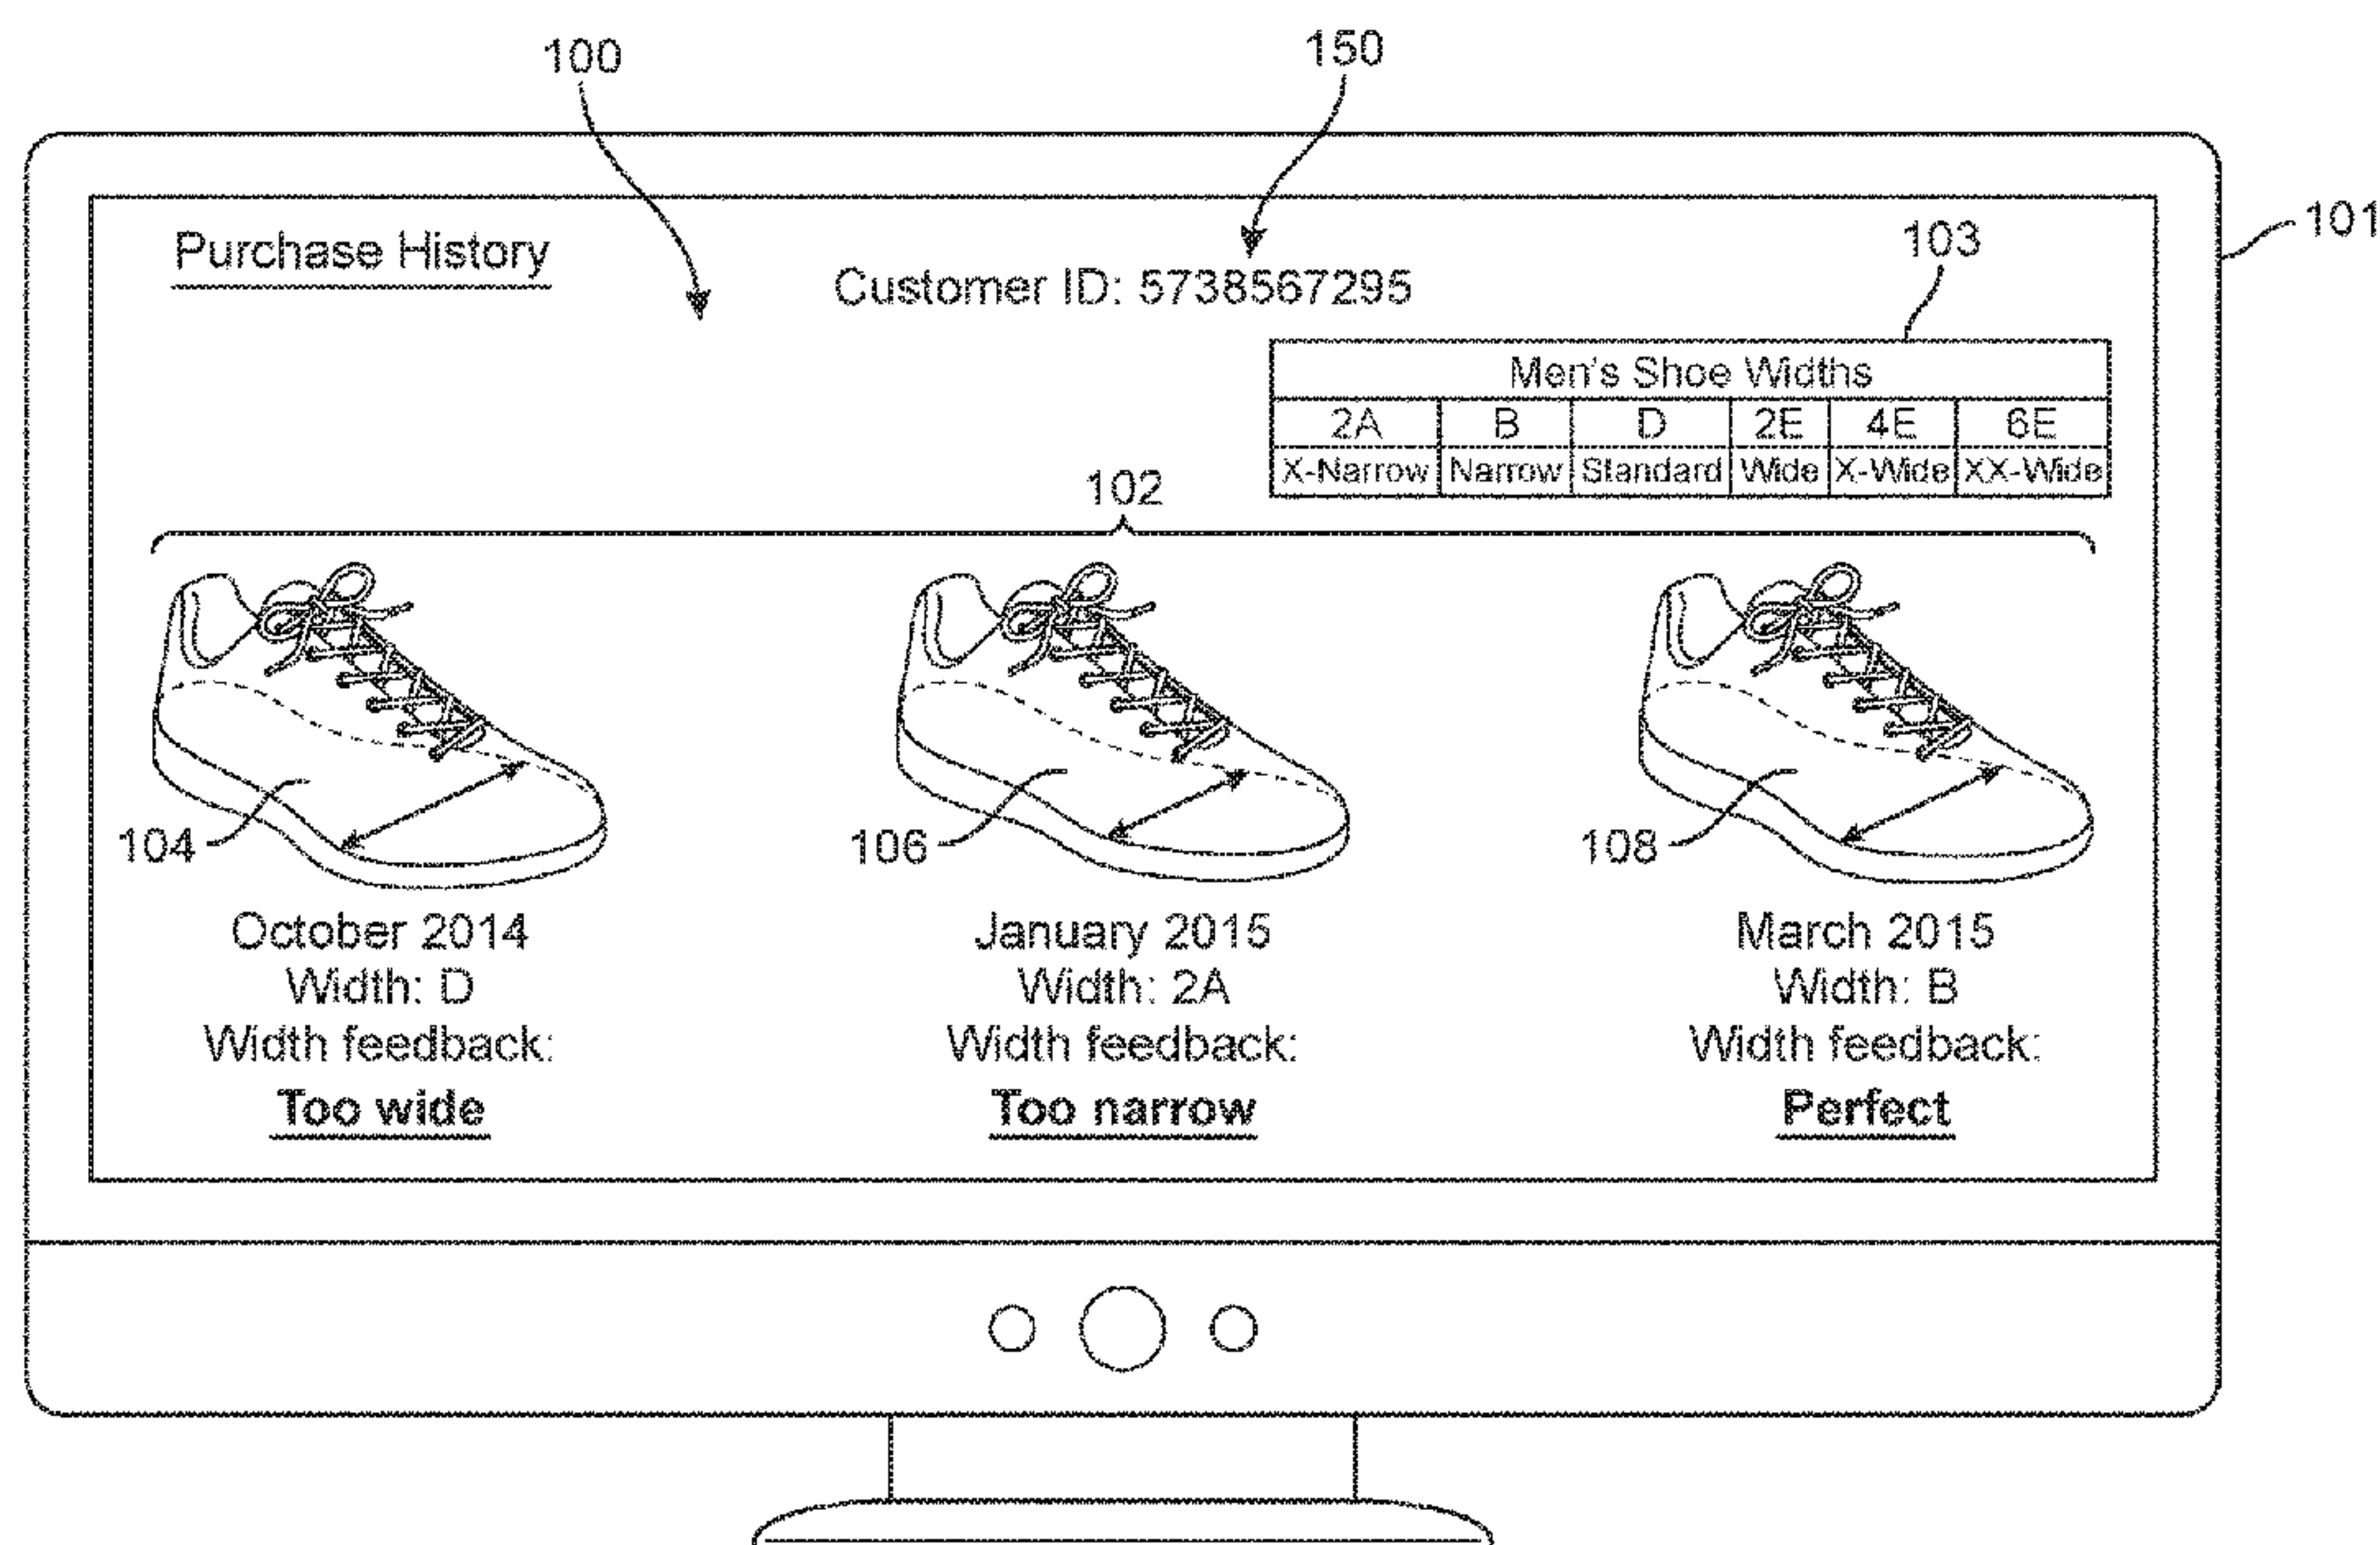 100
150
101
Purchase History
103
Customer ID: 5738567295
Men's Shoe Widths
2A B D 2E 4E 6E
X-Narrow Narrow Standard Wide X-Wide XX-Wide
102
104
106
108
October 2014
Width: D
Width feedback:
Too wide
January 2015
Width: 2A
Width feedback:
Too narrow
March 2015
Width: B
Width feedback:
Perfect